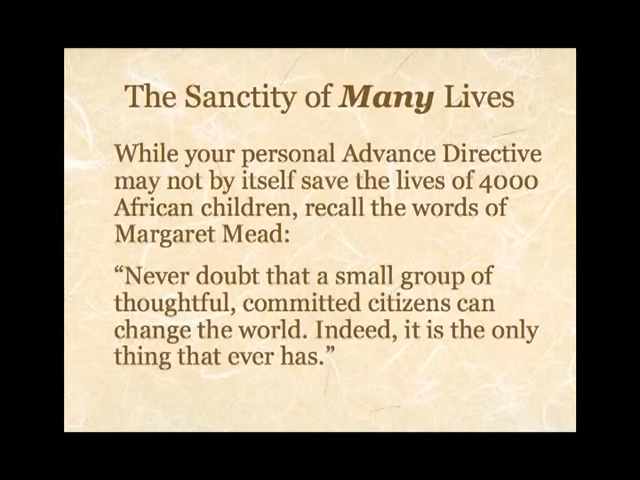 The Sanctity of Many Lives
While your personal Advance Directive
may not by itself save the lives of 4000
African children, recall the words of
Margaret Mead:
“Never doubt that a small group of
thoughtful, committed citizens can
change the world. Indeed, it is the only
thing that ever has.”